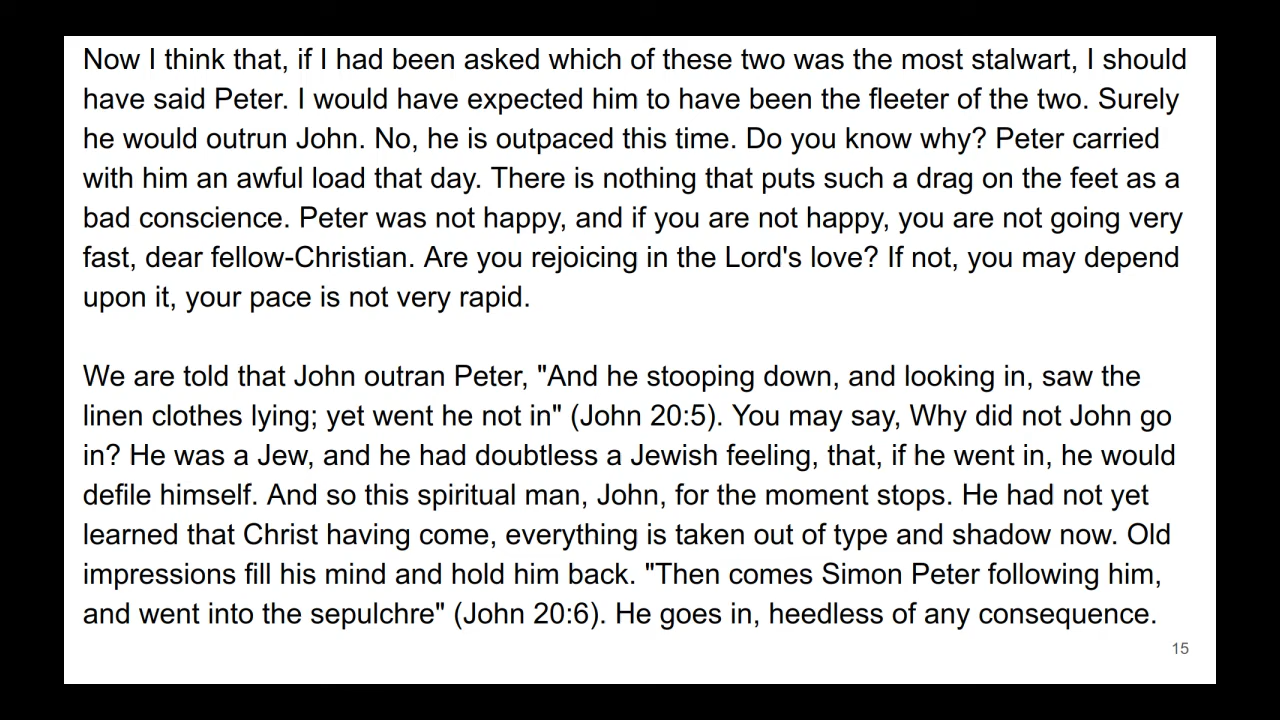 Now I think that, if I had been asked which of these two was the most stalwart, I should
have said Peter. I would have expected him to have been the fleeter of the two. Surely
he would outrun John. No, he is outpaced this time. Do you know why? Peter carried
with him an awful load that day. There is nothing that puts such a drag on the feet as a
bad conscience. Peter was not happy, and if you are not happy, you are not going very
fast, dear fellow-Christian. Are you rejoicing in the Lord's love? If not, you may depend
upon it, your pace is not very rapid.
We are told that John outran Peter, "And he stooping down, and looking in, saw the
linen clothes lying; yet went he not in" (John 20:5). You may say, Why did not John go
in? He was a Jew, and he had doubtless a Jewish feeling, that, if he went in, he would
defile himself. And so this spiritual man, John, for the moment stops. He had not yet
learned that Christ having come, everything is taken out of type and shadow now. Old
impressions fill his mind and hold him back. "Then comes Simon Peter following him,
and went into the sepulchre" (John 20:6). He goes in, heedless of any consequence.
15